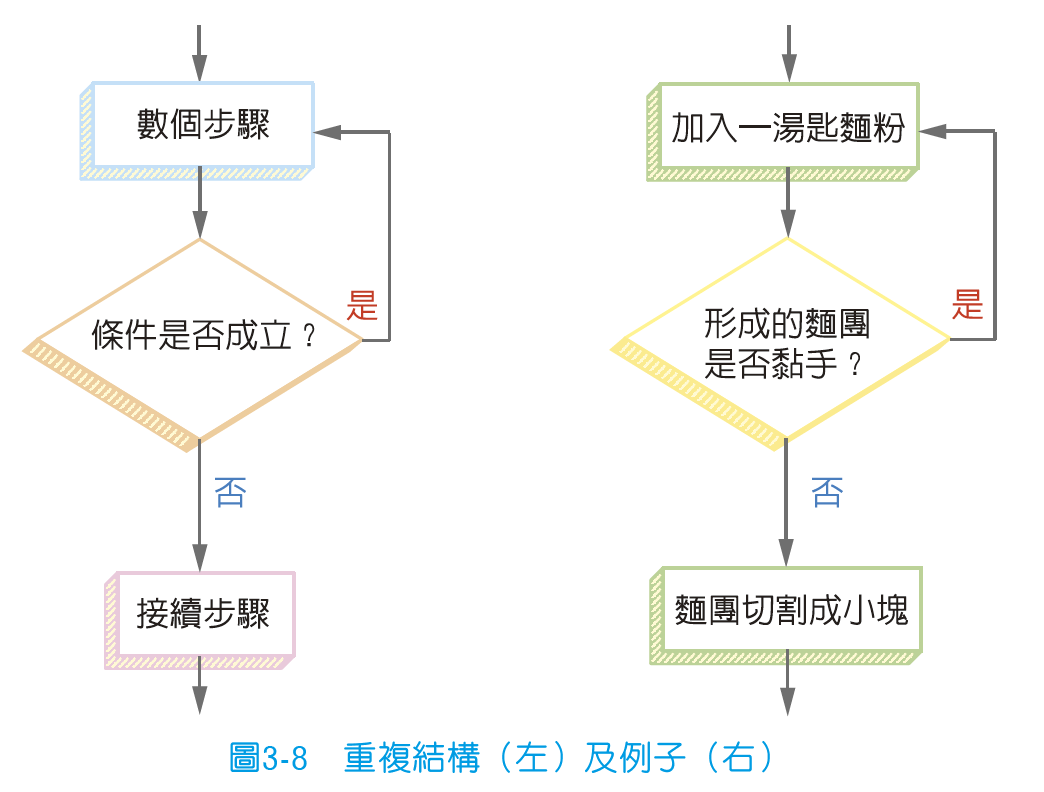 數個步驟
條件是否成立？
是
否
接續步驟
加入一湯匙麵粉
形成的麵團
是否黏手？
是
否
麵團切割成小塊
圖3-8　重複結構（左）及例子（右）